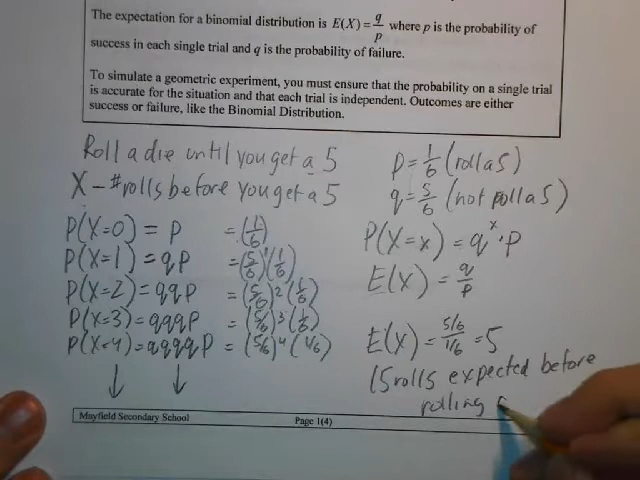 The expectation for a binomial distribution is E(X) = q/p where p is the probability of
success in each single trial and q is the probability of failure.
To simulate a geometric experiment, you must ensure that the probability on a single trial
is accurate for the situation and that each trial is independent. Outcomes are either
success or failure, like the Binomial Distribution.
Roll a die until you get a 5
X - # rolls before you get a 5
P(X=0) = p = (1/6)
P(X=1) = qp = (5/6)¹(1/6)
P(X=2) = qqp = (5/6)²(1/6)
P(X=3) = qqqp = (5/6)³(1/6)
P(X=4) = qqqqp = (5/6)⁴(1/6)
p = 1/6 (roll a 5)
q = 5/6 (not roll a 5)
P(X=x) = q^x · p
E(X) = q/p
E(X) = 5/6 / 1/6 = 5
(5 rolls expected before
rolling
Mayfield Secondary School Page 1(4)